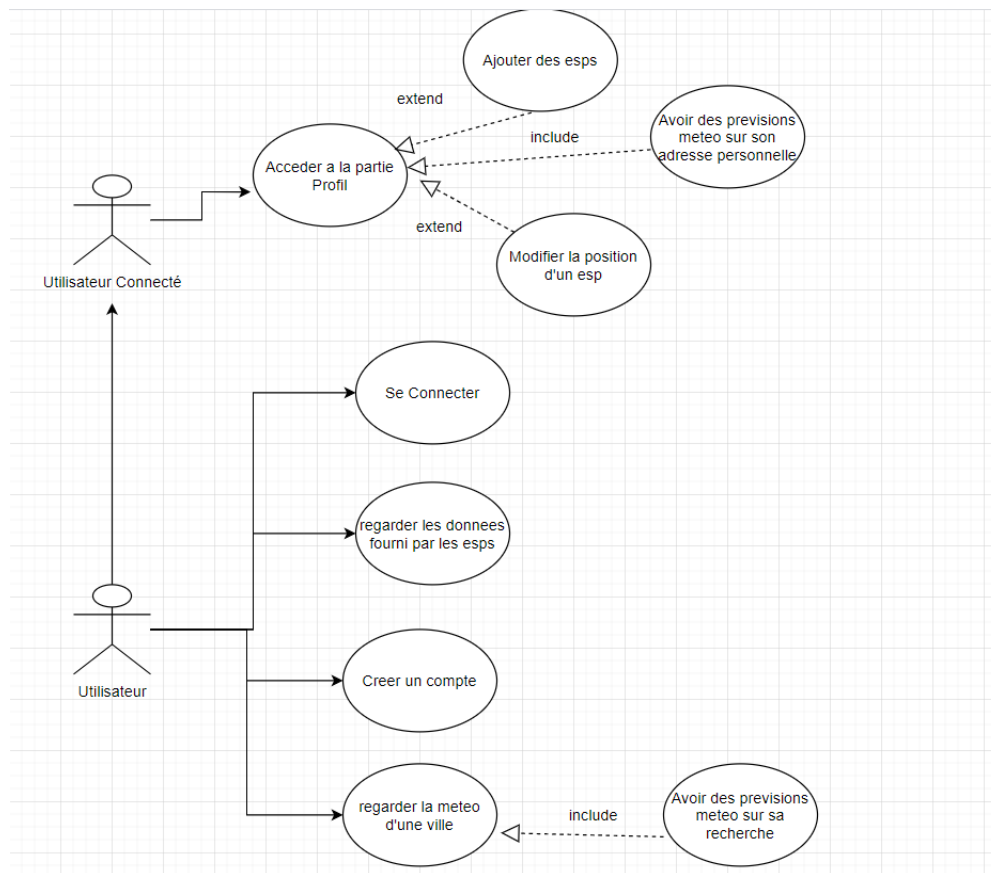 Ajouter des esps
extend
Avoir des previsions
meteo sur son
adresse personnelle
include
Acceder a la partie
Profil
extend
Modifier la position
d'un esp
Utilisateur Connecté
Se Connecter
regarder les donnees
fourni par les esps
Creer un compte
Utilisateur
regarder la meteo
d'une ville
include
Avoir des previsions
meteo sur sa
recherche